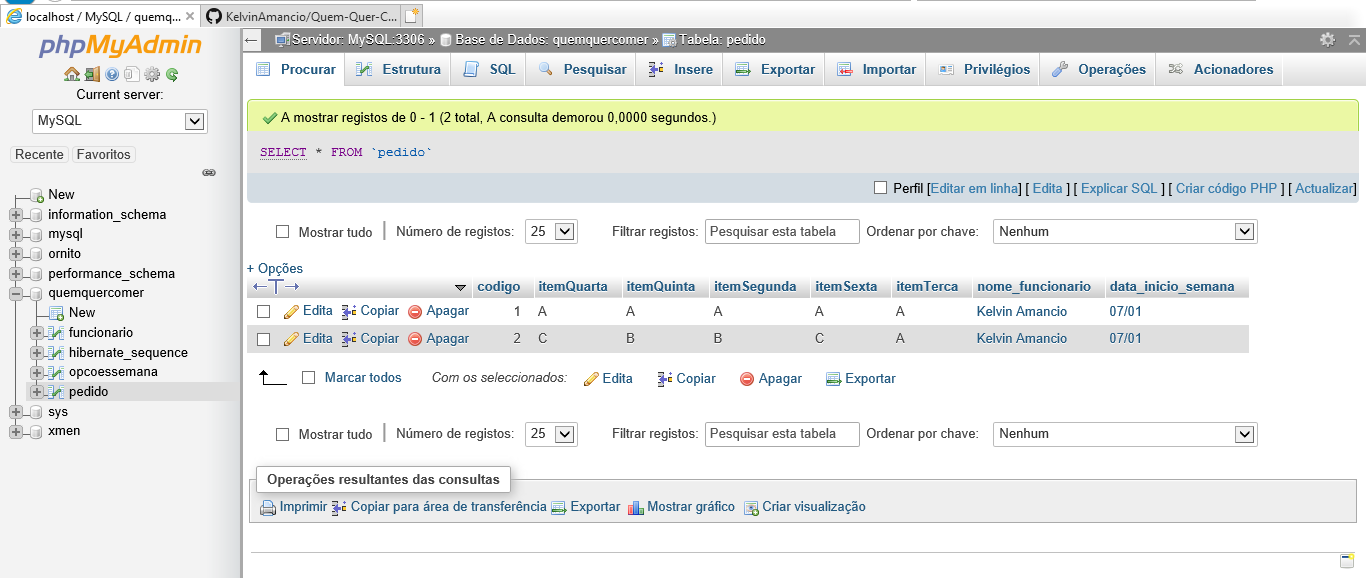 localhost / MySQL / quemq...
KelvinAmancio/Quem-Quer-C...
phpMyAdmin
Current server:
MySQL
Recente Favoritos
New
information_schema
mysql
ornito
performance_schema
quemquercomer
New
funcionario
hibernate_sequence
opcoessemana
pedido
sys
xmen
Servidor: MySQL:3306 » Base de Dados: quemquercomer » Tabela: pedido
Procurar Estrutura SQL Pesquisar Insere Exportar Importar Privilégios Operações Acionadores
A mostrar registos de 0 - 1 (2 total, A consulta demorou 0,0000 segundos.)
SELECT * FROM `pedido`
Perfil [Editar em linha] [ Edita ] [ Explicar SQL ] [ Criar código PHP ] [ Actualizar]
Mostrar tudo Número de registos: 25 Filtrar registos: Pesquisar esta tabela Ordenar por chave: Nenhum
+ Opções
←T→ codigo itemQuarta itemQuinta itemSegunda itemSexta itemTerca nome_funcionario data_inicio_semana
Edita Copiar Apagar 1 A A A A A Kelvin Amancio 07/01
Edita Copiar Apagar 2 C B B C A Kelvin Amancio 07/01
Marcar todos Com os seleccionados: Edita Copiar Apagar Exportar
Mostrar tudo Número de registos: 25 Filtrar registos: Pesquisar esta tabela Ordenar por chave: Nenhum
Operações resultantes das consultas
Imprimir Copiar para área de transferência Exportar Mostrar gráfico Criar visualização